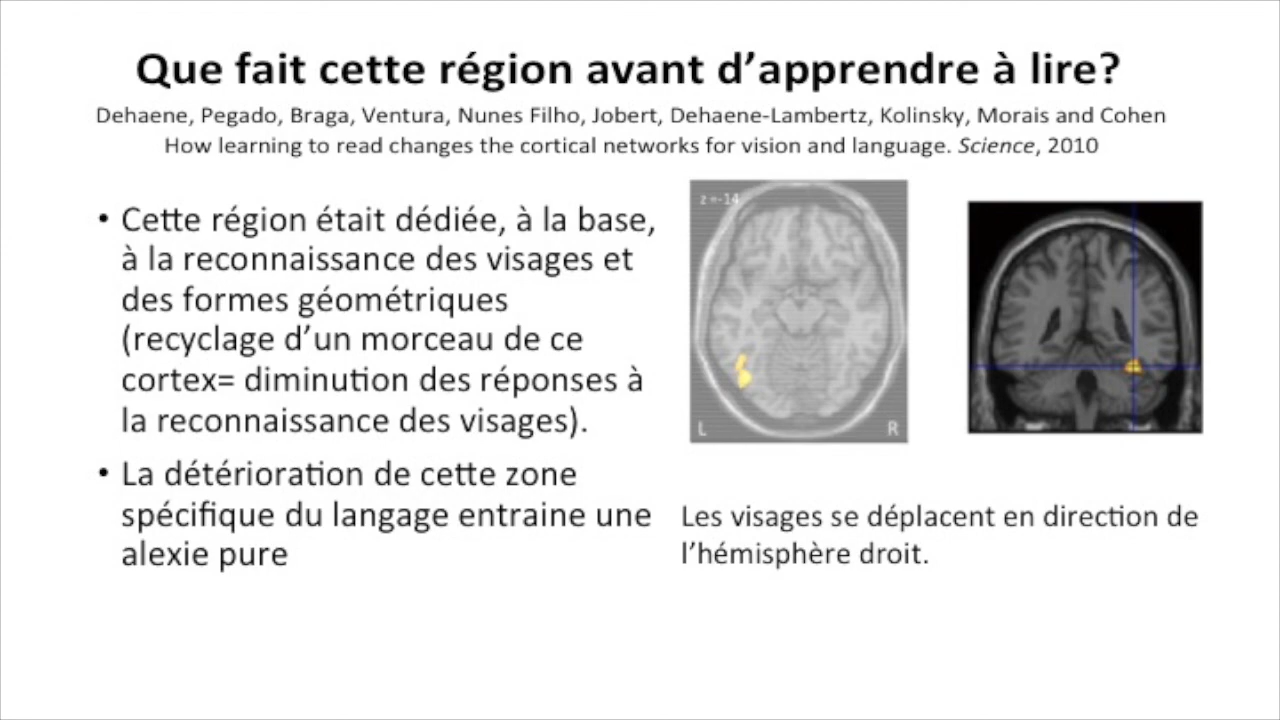 Que fait cette région avant d’apprendre à lire?
Dehaene, Pegado, Braga, Ventura, Nunes Filho, Jobert, Dehaene-Lambertz, Kolinsky, Morais and Cohen
How learning to read changes the cortical networks for vision and language. Science, 2010
• Cette région était dédiée, à la base,
à la reconnaissance des visages et
des formes géométriques
(recyclage d’un morceau de ce
cortex= diminution des réponses à
la reconnaissance des visages).
• La détérioration de cette zone
spécifique du langage entraine une
alexie pure
z =-14
L R
Les visages se déplacent en direction de
l’hémisphère droit.